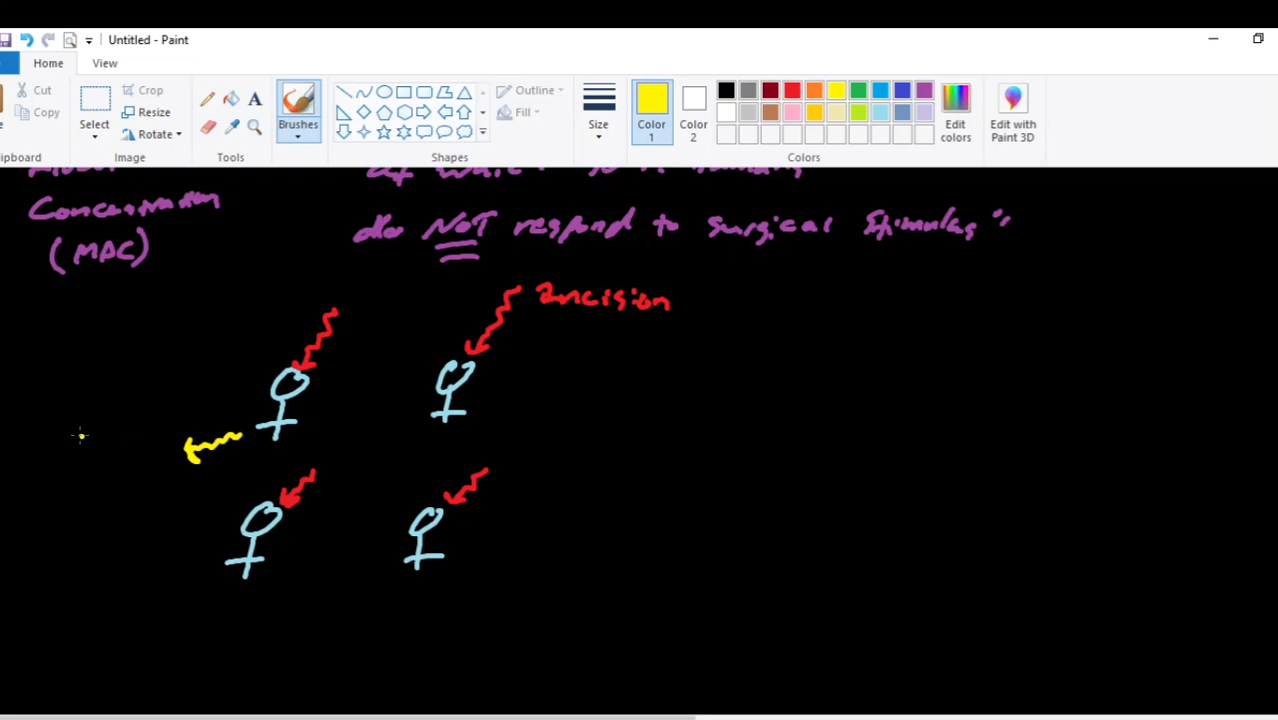 Untitled - Paint
Home View
Cut
Copy
Select
Crop
Resize
Rotate
Brushes
Outline
Fill
Size
Color 1
Color 2
Edit colors
Edit with Paint 3D
lipboard Image Tools Shapes Colors
Concentration
(MAC)
do NOT respond to surgical stimulus"
Incision